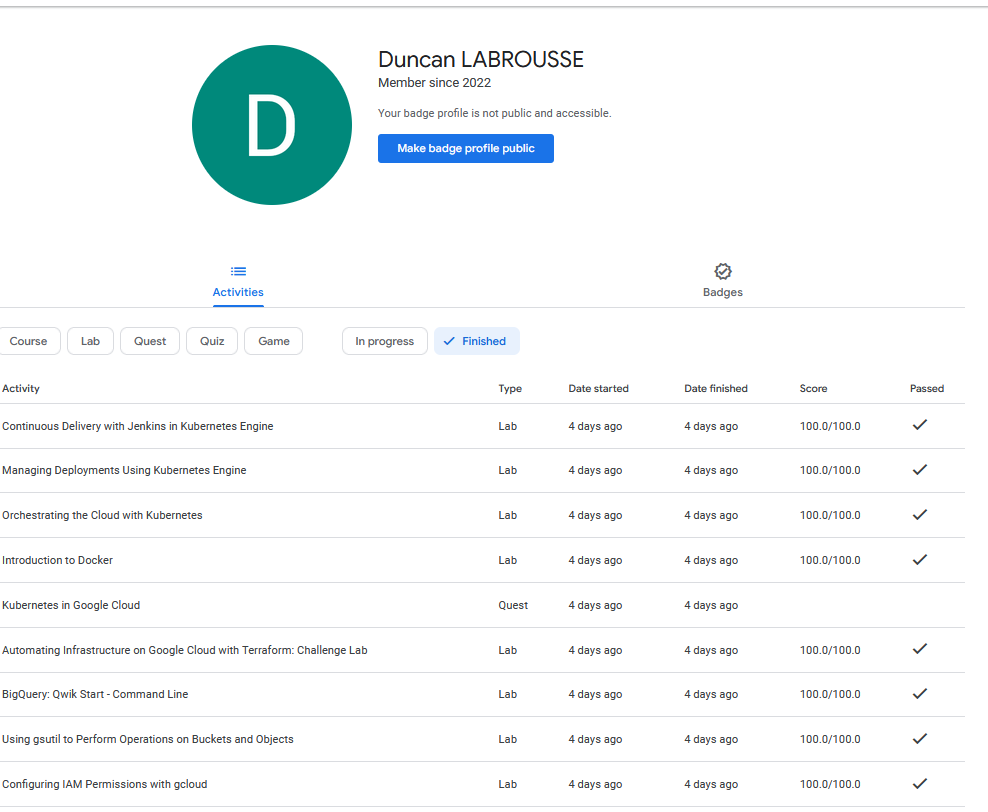 D
Duncan LABROUSSE
Member since 2022
Your badge profile is not public and accessible.
Make badge profile public
Activities
Badges
Course Lab Quest Quiz Game In progress Finished
Activity Type Date started Date finished Score Passed
Continuous Delivery with Jenkins in Kubernetes Engine Lab 4 days ago 4 days ago 100.0/100.0
Managing Deployments Using Kubernetes Engine Lab 4 days ago 4 days ago 100.0/100.0
Orchestrating the Cloud with Kubernetes Lab 4 days ago 4 days ago 100.0/100.0
Introduction to Docker Lab 4 days ago 4 days ago 100.0/100.0
Kubernetes in Google Cloud Quest 4 days ago 4 days ago
Automating Infrastructure on Google Cloud with Terraform: Challenge Lab Lab 4 days ago 4 days ago 100.0/100.0
BigQuery: Qwik Start - Command Line Lab 4 days ago 4 days ago 100.0/100.0
Using gsutil to Perform Operations on Buckets and Objects Lab 4 days ago 4 days ago 100.0/100.0
Configuring IAM Permissions with gcloud Lab 4 days ago 4 days ago 100.0/100.0